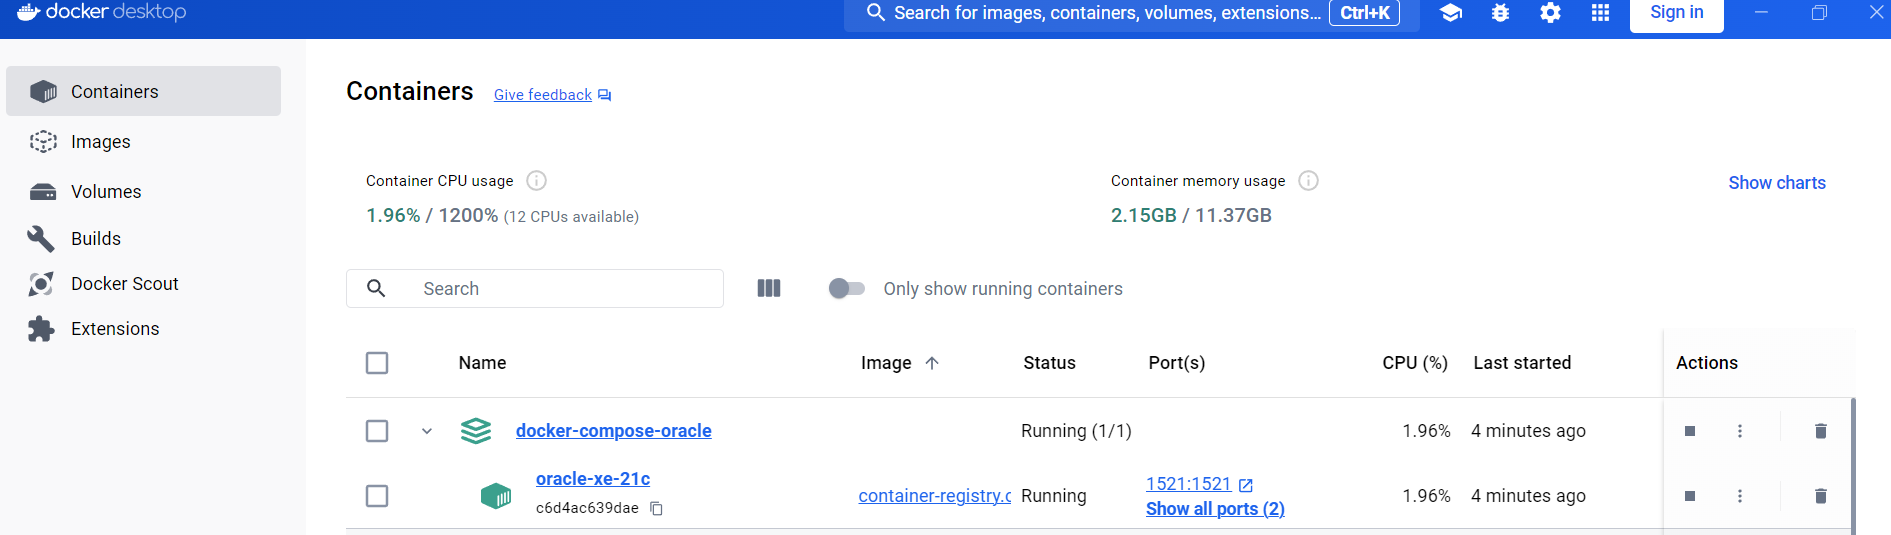 docker desktop
Search for images, containers, volumes, extensions...
Ctrl+K
Sign in
Containers
Images
Volumes
Builds
Docker Scout
Extensions
Containers
Give feedback
Container CPU usage
1.96% / 1200% (12 CPUs available)
Container memory usage
2.15GB / 11.37GB
Show charts
Search
Only show running containers
Name Image Status Port(s) CPU (%) Last started Actions
docker-compose-oracle Running (1/1) 1.96% 4 minutes ago
oracle-xe-21c
c6d4ac639dae
container-registry.c
Running
1521:1521
Show all ports (2)
1.96%
4 minutes ago